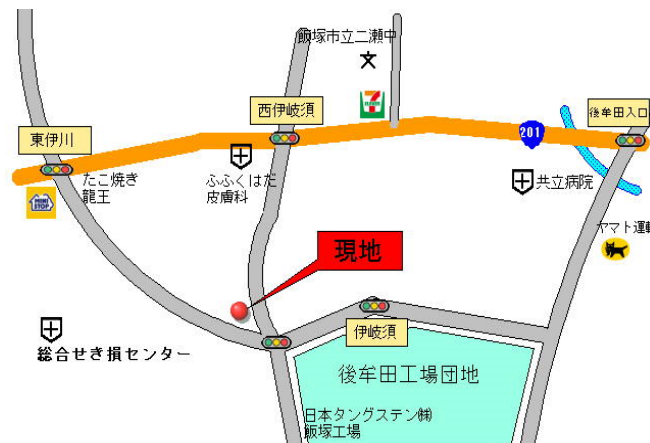 飯塚市立二瀬中
文
西伊岐須
後牟田入口
東伊川
201
たこ焼き
龍王
MINI
STOP
ふふくはだ
皮膚科
共立病院
ヤマト運転
現地
総合せき損センター
伊岐須
後牟田工場団地
日本タングステン㈱
飯塚工場